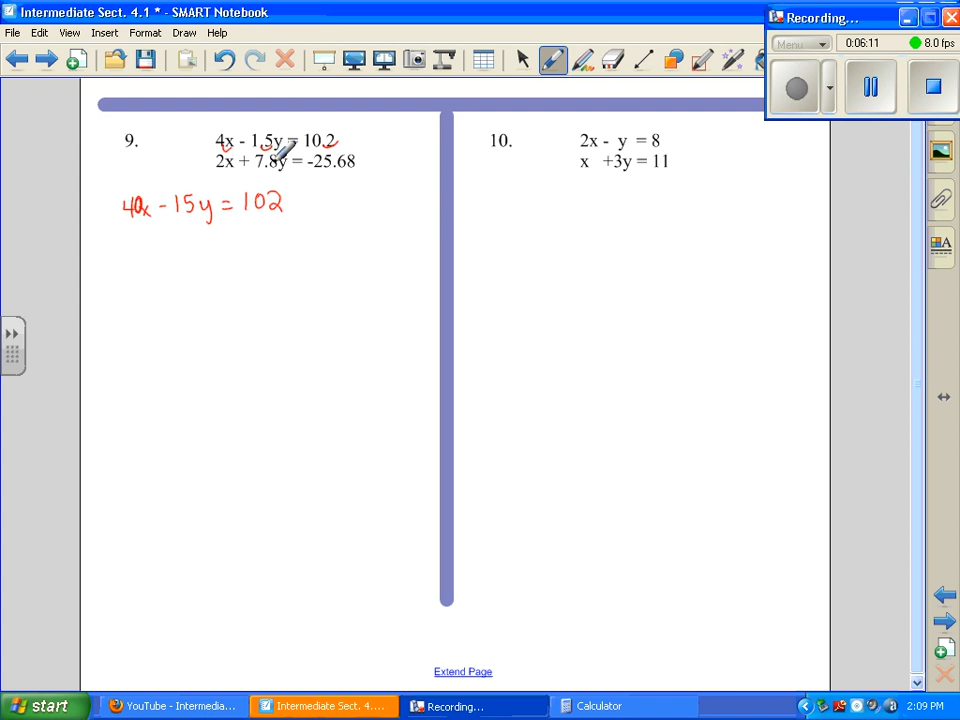 Intermediate Sect. 4.1 * - SMART Notebook
File Edit View Insert Format Draw Help
Recording...
Menu 0:06:11 8.0 fps
9. 4x - 1.5y = 10.2
2x + 7.8y = -25.68
40x - 15y = 102
10. 2x - y = 8
x +3y = 11
Extend Page
start YouTube - Intermedia... Intermediate Sect. 4.... Recording... Calculator 2:09 PM